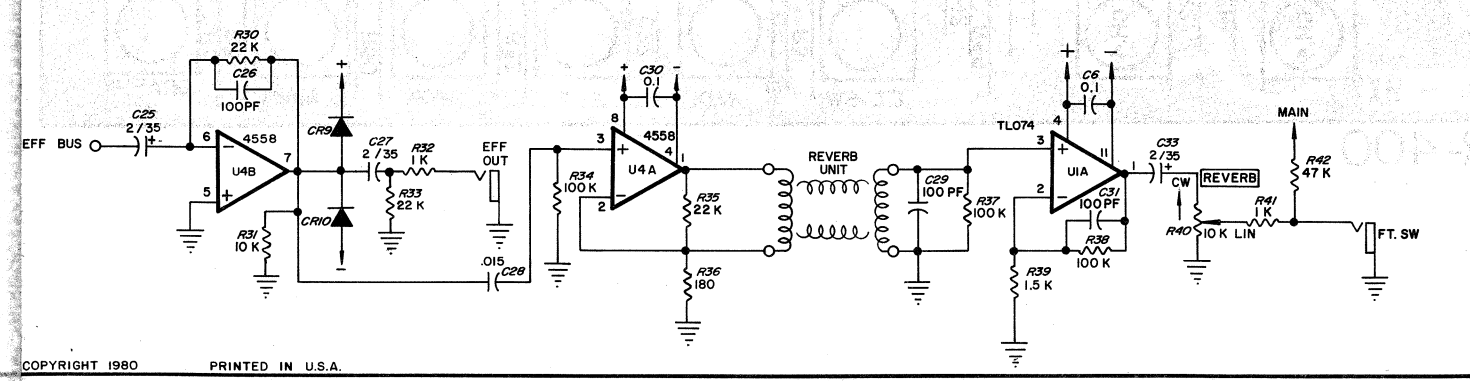 R30
22 K
C26
100PF
C25
2/35
+
-
EFF BUS
6
-
4558
7
U4B
5
+
R31
10 K
+
CR9
CR10
-
C27
2/35
R32
1K
R33
22 K
EFF
OUT
.015
C28
R34
100 K
+
C30
-
0.1
8
3
+
4558
4
1
U4A
-
2
R35
22 K
R36
180
REVERB
UNIT
C29
100 PF
R37
100 K
+
-
C6
0.1
TL074
4
3
+
11
1
U1A
2
-
C31
100 PF
R38
100 K
R39
1.5 K
C33
2/35
+
CW
REVERB
R40
10 K LIN
R41
1 K
MAIN
R42
47 K
FT. SW
COPYRIGHT 1980
PRINTED IN U.S.A.